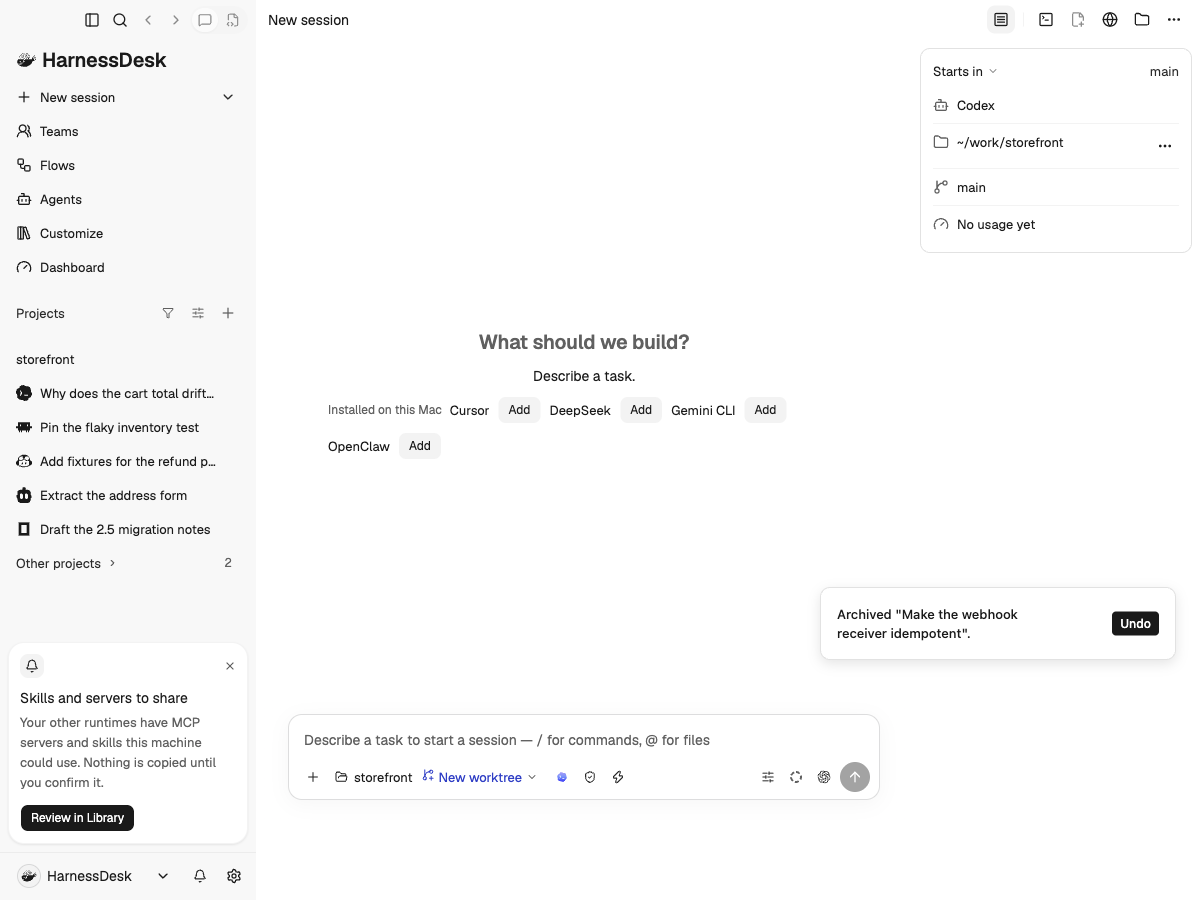 New session
HarnessDesk
New session
Teams
Flows
Agents
Customize
Dashboard
Projects
storefront
Why does the cart total drift...
Pin the flaky inventory test
Add fixtures for the refund p...
Extract the address form
Draft the 2.5 migration notes
Other projects 2
Skills and servers to share
Your other runtimes have MCP
servers and skills this machine
could use. Nothing is copied until
you confirm it.
Review in Library
HarnessDesk
Starts in main
Codex
~/work/storefront
main
No usage yet
What should we build?
Describe a task.
Installed on this Mac Cursor Add DeepSeek Add Gemini CLI Add
OpenClaw Add
Archived "Make the webhook
receiver idempotent".
Undo
Describe a task to start a session — / for commands, @ for files
storefront New worktree